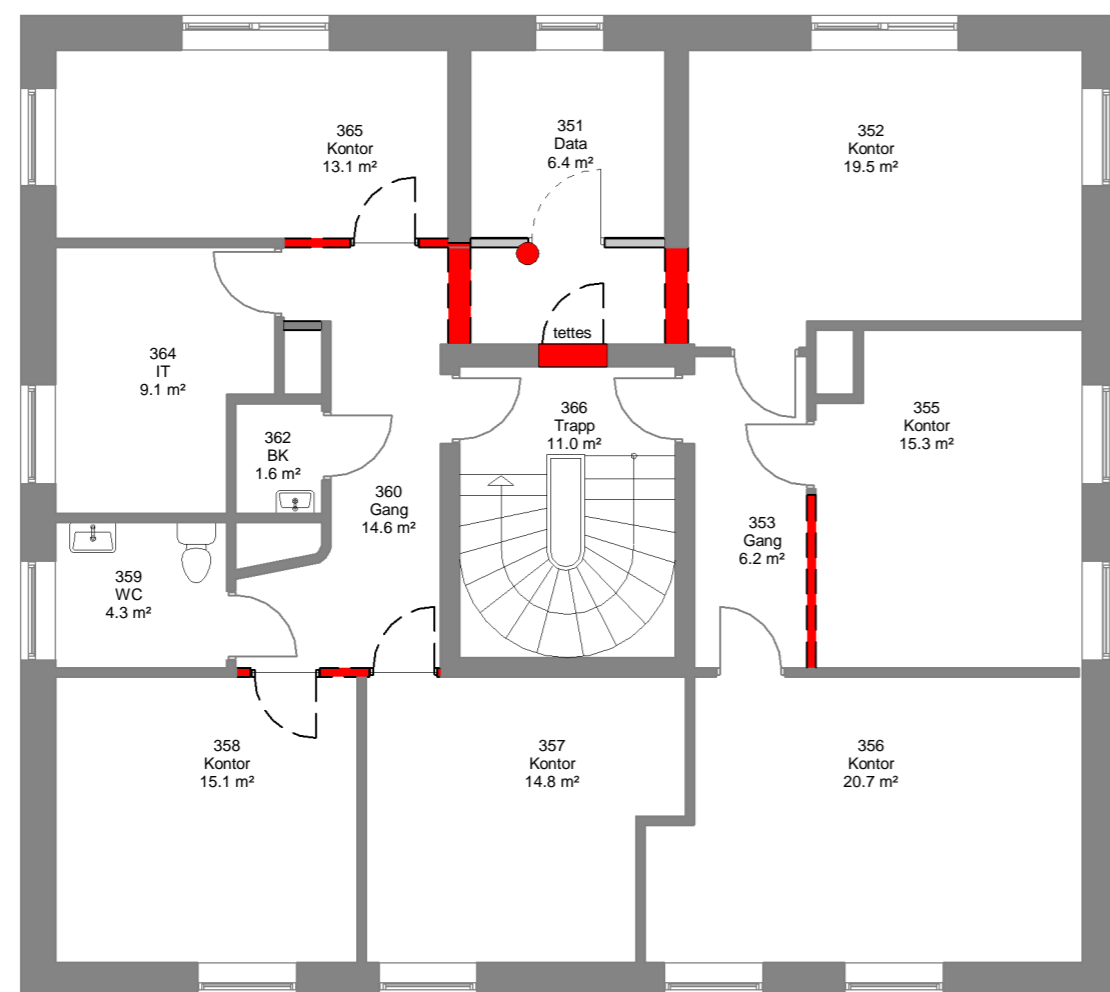 351
Data
6.4 m²
365
Kontor
13.1 m²
352
Kontor
19.5 m²
tettes
364
IT
9.1 m²
366
Trapp
11.0 m²
355
Kontor
15.3 m²
362
BK
1.6 m²
360
Gang
14.6 m²
353
Gang
6.2 m²
359
WC
4.3 m²
358
Kontor
15.1 m²
357
Kontor
14.8 m²
356
Kontor
20.7 m²